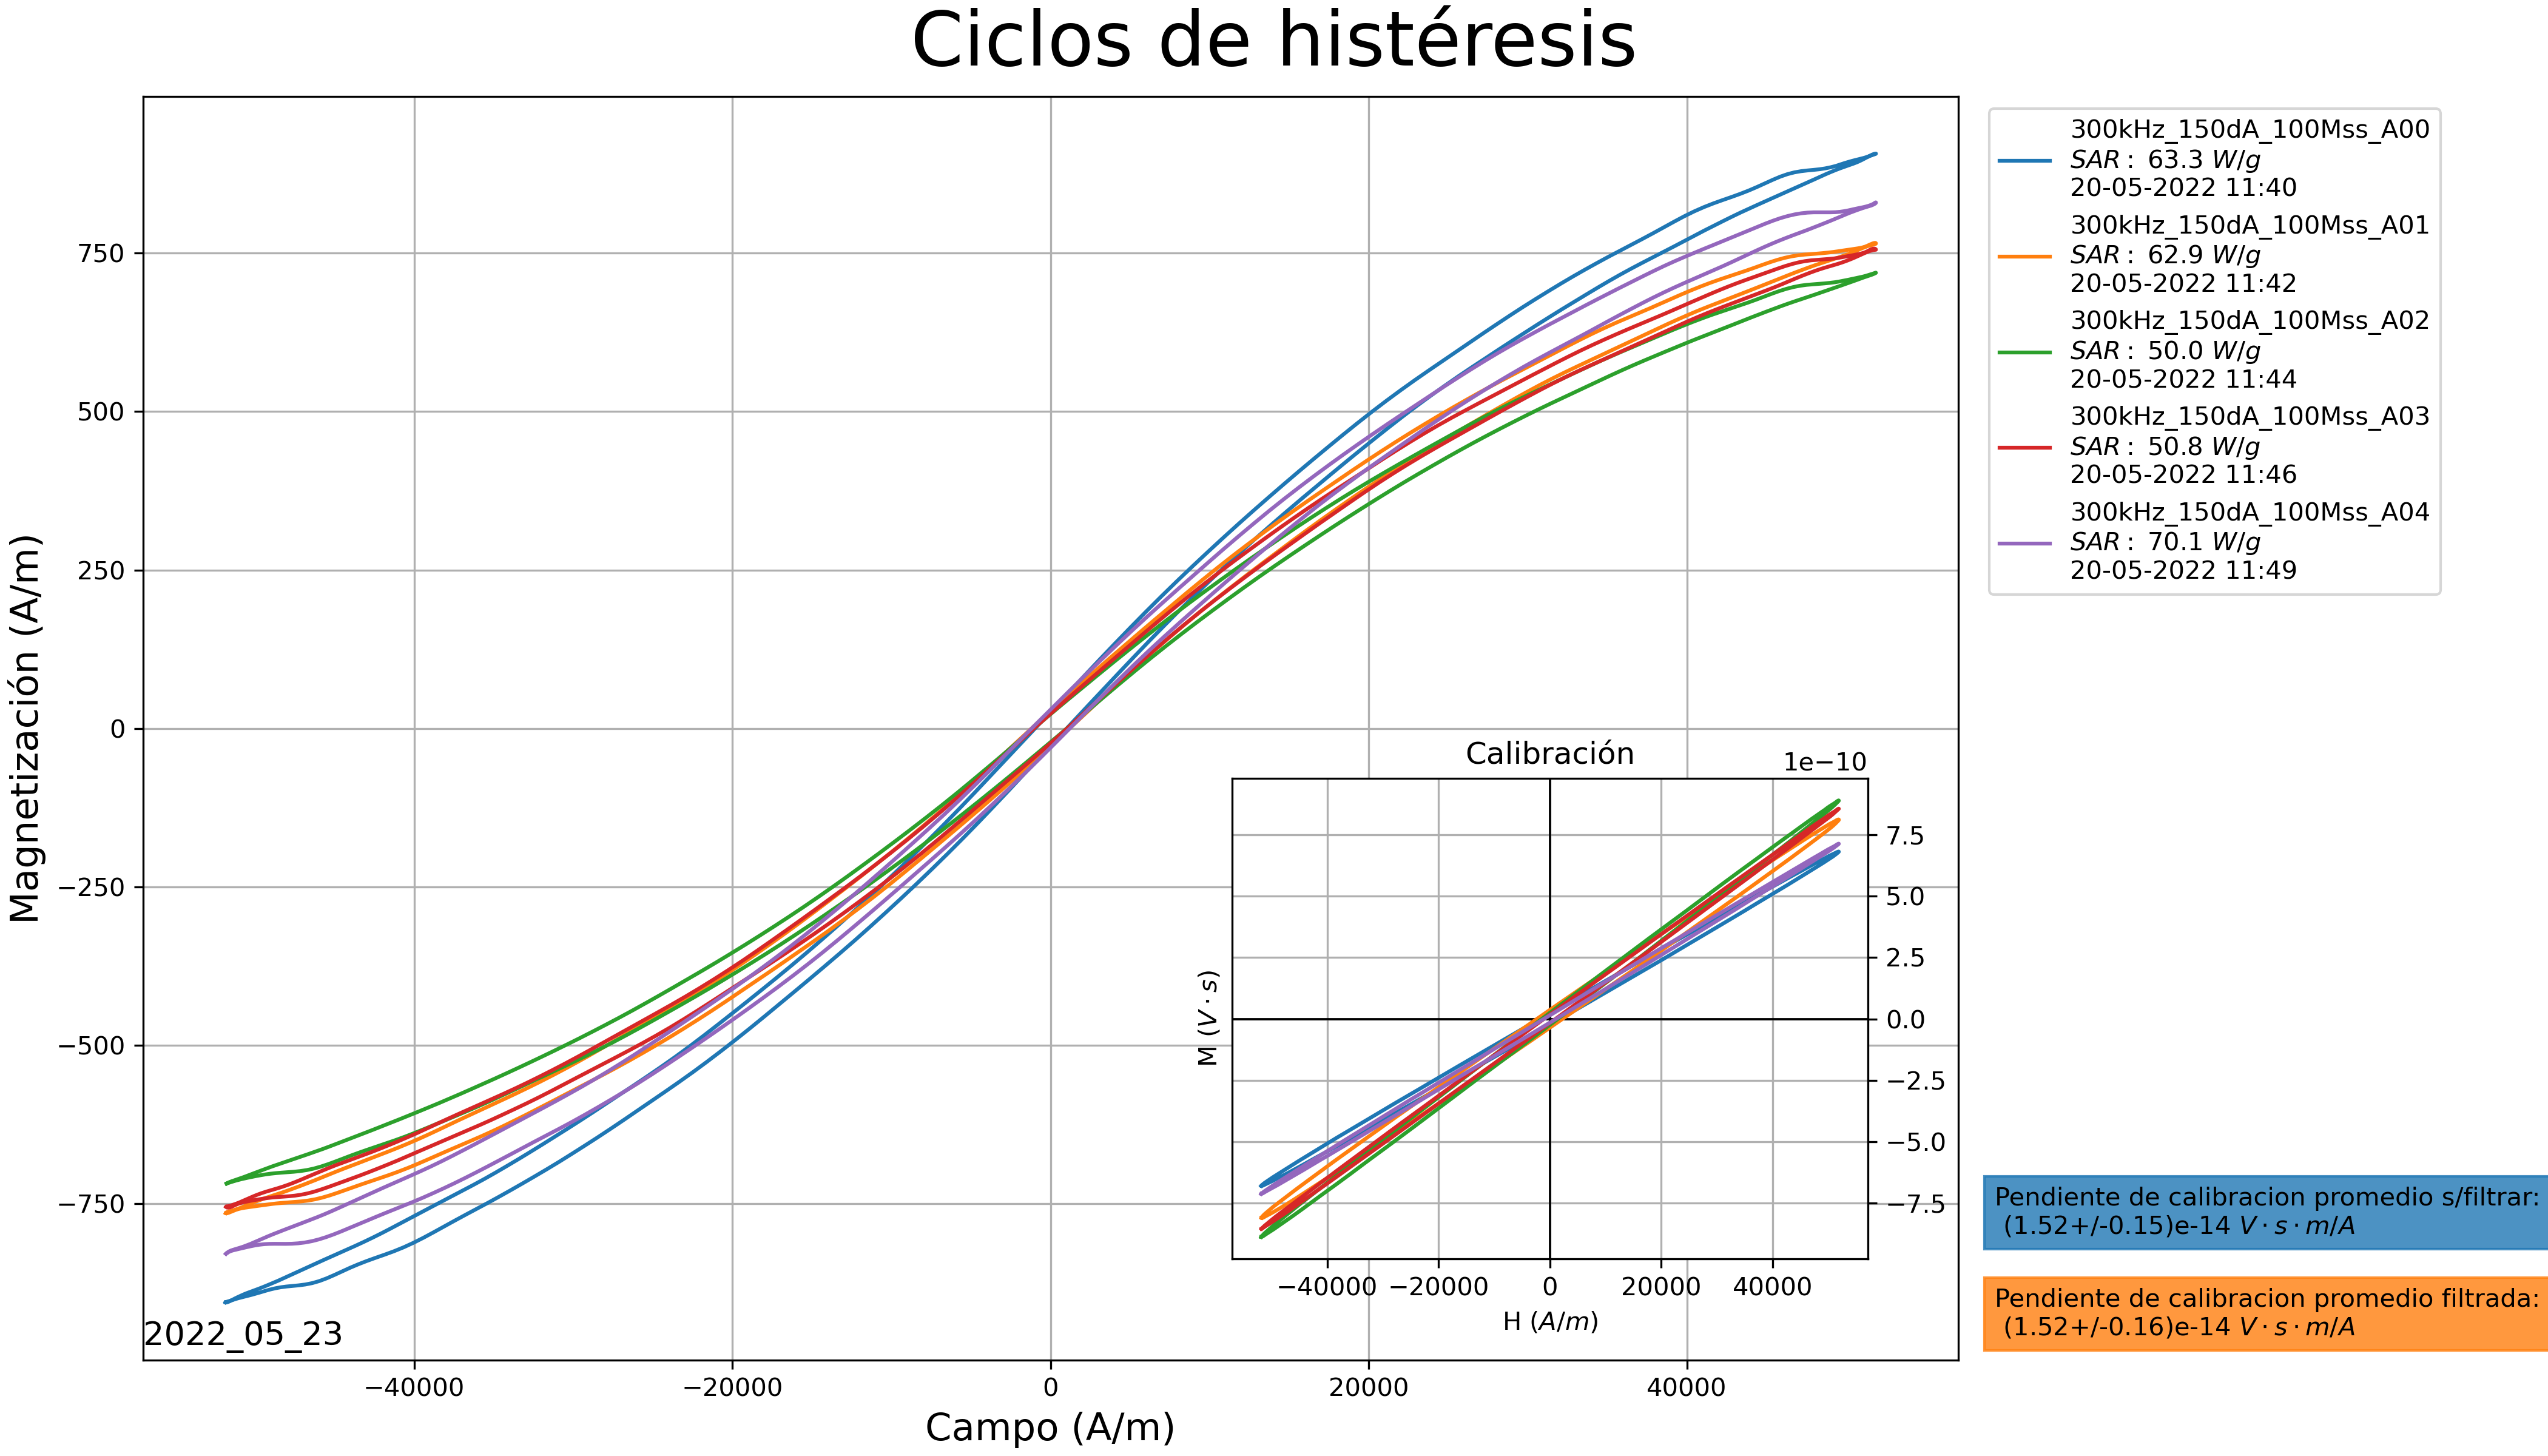 Ciclos de histéresis
Magnetización (A/m)
750
500
250
0
−250
−500
−750
−40000
−20000
0
20000
40000
Campo (A/m)
2022_05_23
300kHz_150dA_100Mss_A00
SAR : 63.3 W/g
20-05-2022 11:40
300kHz_150dA_100Mss_A01
SAR : 62.9 W/g
20-05-2022 11:42
300kHz_150dA_100Mss_A02
SAR : 50.0 W/g
20-05-2022 11:44
300kHz_150dA_100Mss_A03
SAR : 50.8 W/g
20-05-2022 11:46
300kHz_150dA_100Mss_A04
SAR : 70.1 W/g
20-05-2022 11:49
Calibración
1e−10
M (V · s)
7.5
5.0
2.5
0.0
−2.5
−5.0
−7.5
−40000
−20000
0
20000
40000
H (A/m)
Pendiente de calibracion promedio s/filtrar:
(1.52+/-0.15)e-14 V · s · m/A
Pendiente de calibracion promedio filtrada:
(1.52+/-0.16)e-14 V · s · m/A